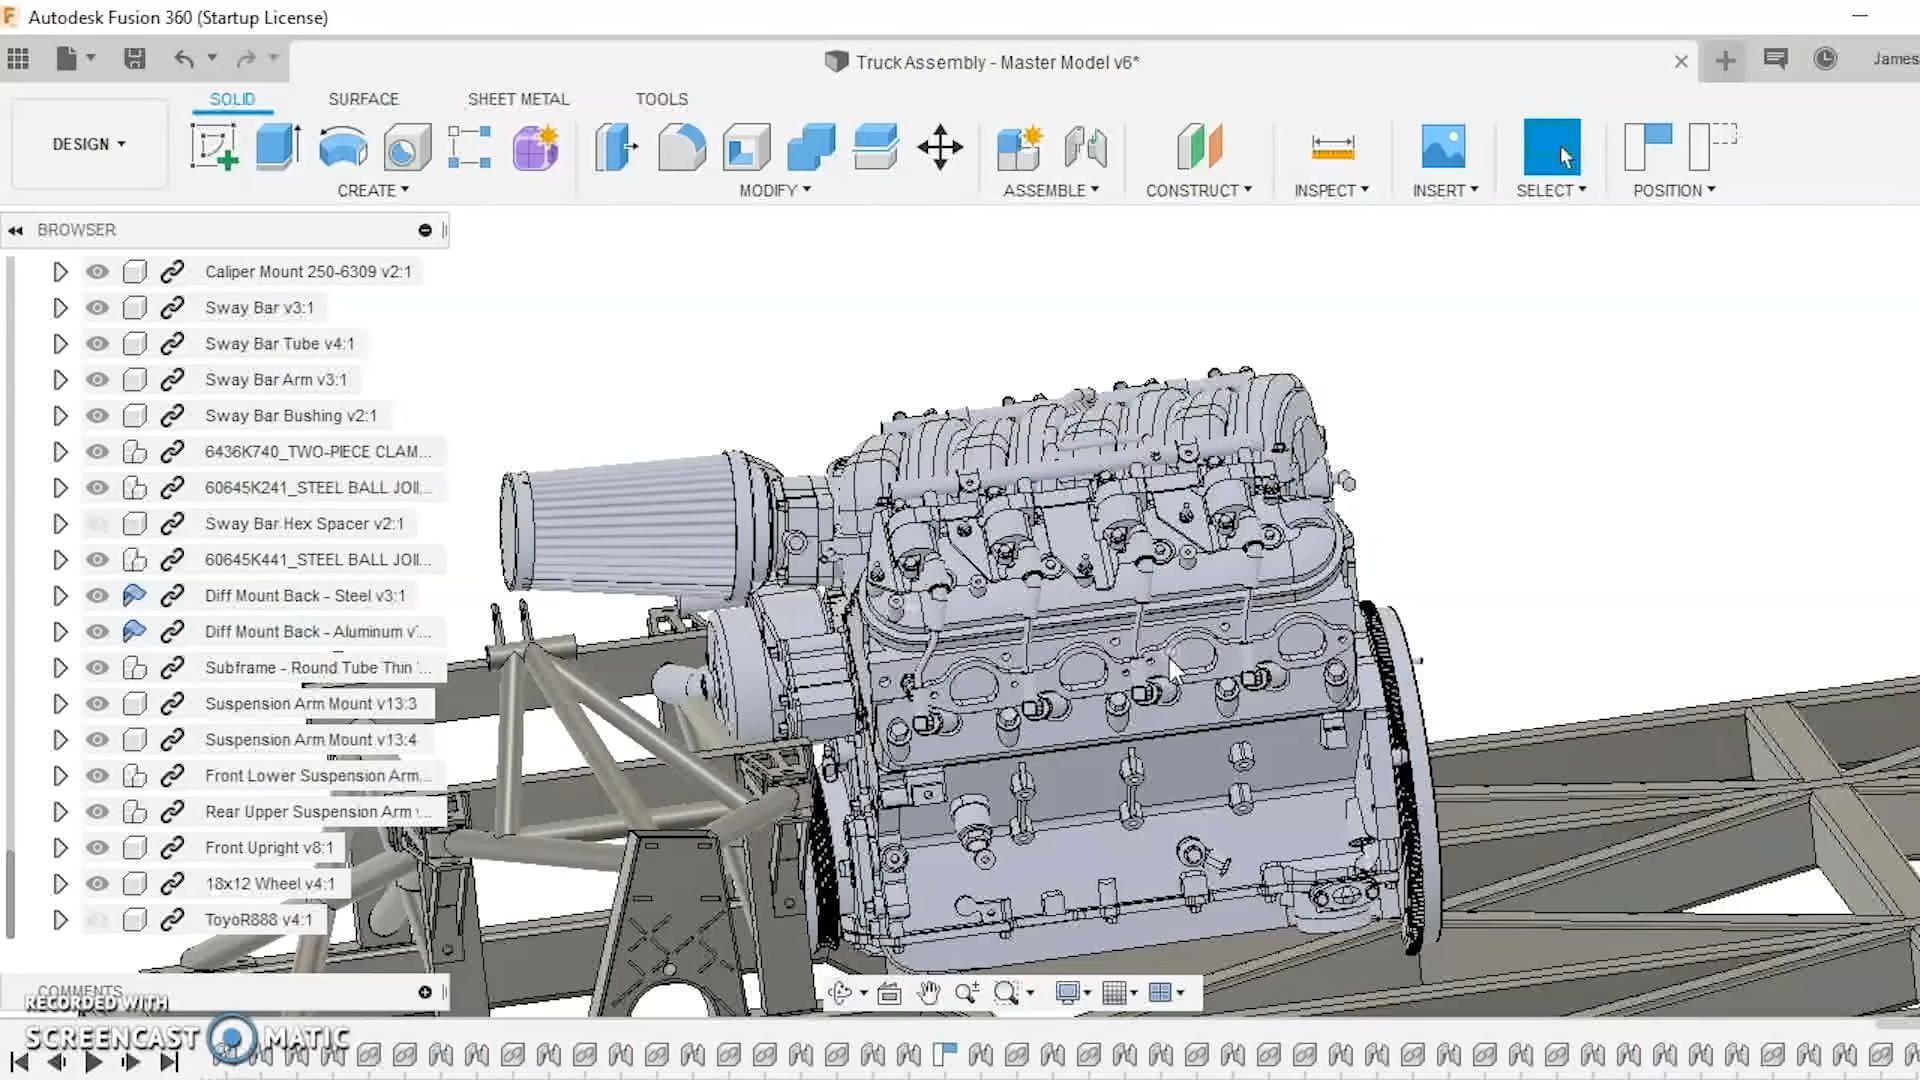 Autodesk Fusion 360 (Startup License)
Truck Assembly - Master Model v6*
James
SOLID SURFACE SHEET METAL TOOLS
DESIGN
CREATE MODIFY ASSEMBLE CONSTRUCT INSPECT INSERT SELECT POSITION
BROWSER
Caliper Mount 250-6309 v2:1
Sway Bar v3:1
Sway Bar Tube v4:1
Sway Bar Arm v3:1
Sway Bar Bushing v2:1
6436K740_TWO-PIECE CLAM...
60645K241_STEEL BALL JOI...
Sway Bar Hex Spacer v2:1
60645K441_STEEL BALL JOI...
Diff Mount Back - Steel v3:1
Diff Mount Back - Aluminum v...
Subframe - Round Tube Thin ...
Suspension Arm Mount v13:3
Suspension Arm Mount v13:4
Front Lower Suspension Arm...
Rear Upper Suspension Arm ...
Front Upright v8:1
18x12 Wheel v4:1
ToyoR888 v4:1
COMMENTS
RECORDED WITH
SCREENCAST MATIC